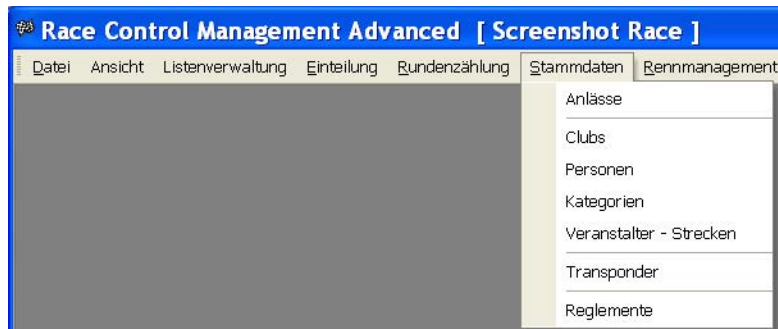 Race Control Management Advanced [ Screenshot Race ]
Datei Ansicht Listenverwaltung Einteilung Rundenzählung Stammdaten Rennmanagement
Anlässe
Clubs
Personen
Kategorien
Veranstalter - Strecken
Transponder
Reglemente